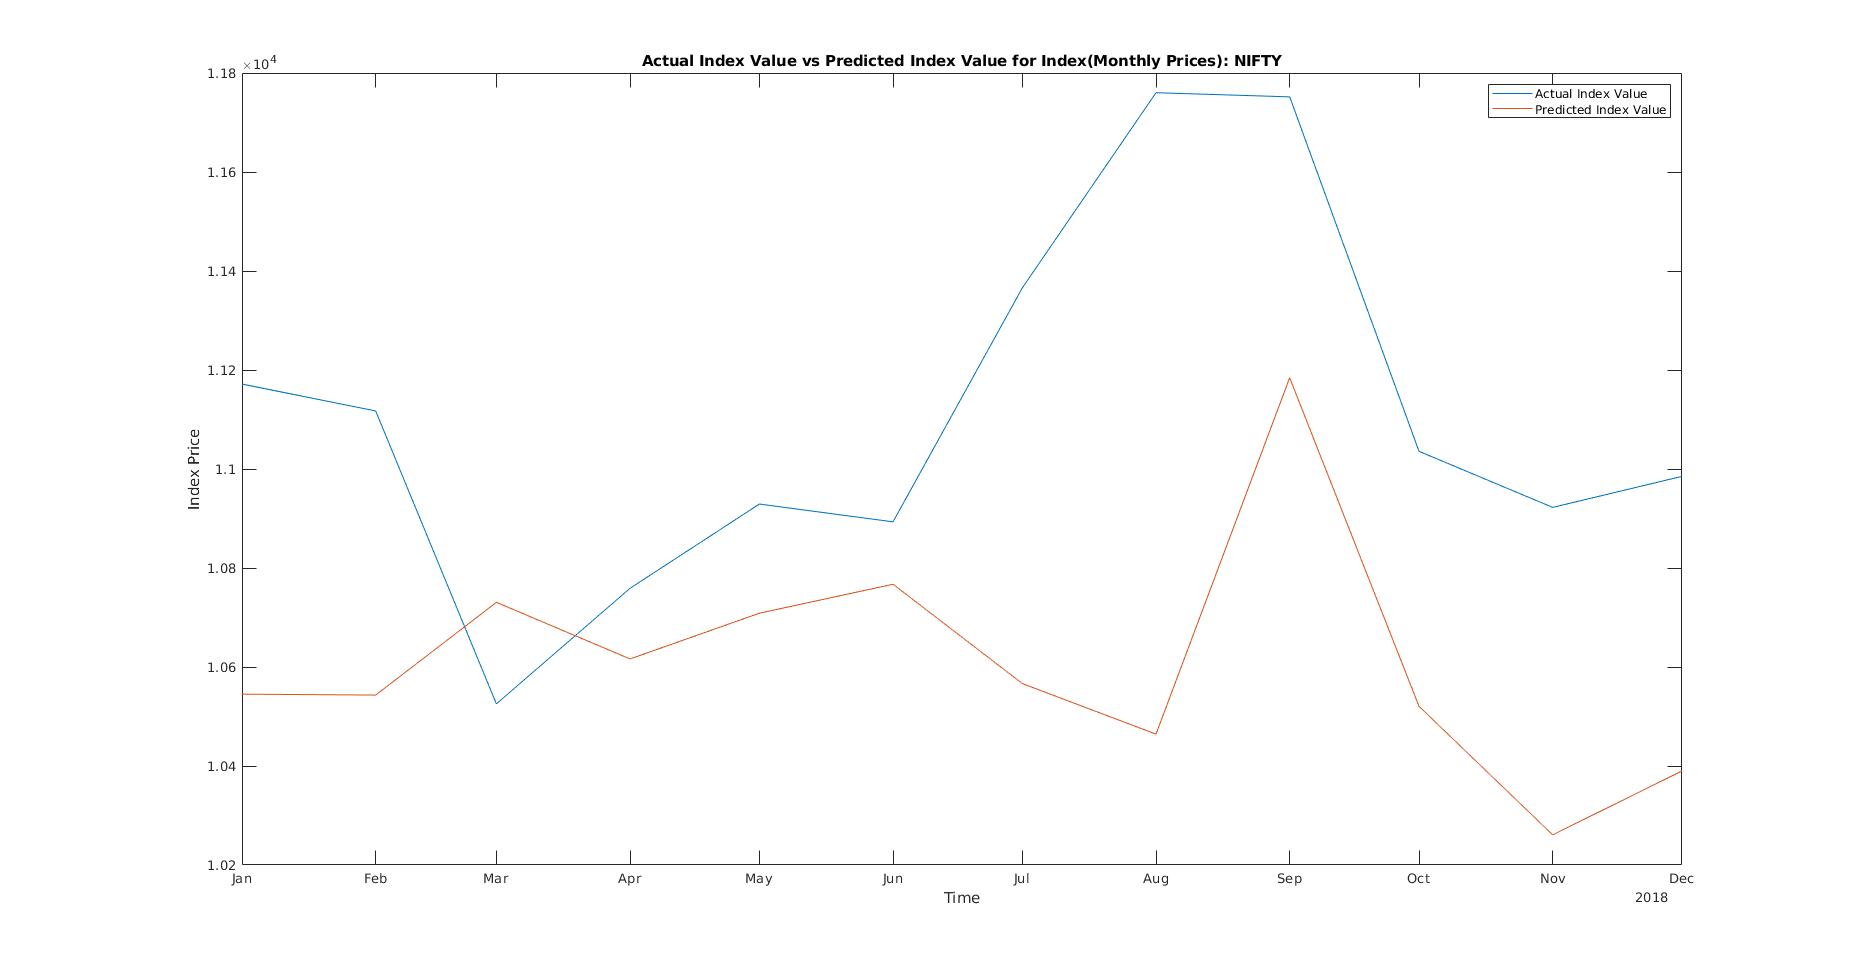 Actual Index Value vs Predicted Index Value for Index(Monthly Prices): NIFTY
×10⁴
1.18
1.16
1.14
1.12
1.1
1.08
1.06
1.04
1.02
Index Price
Actual Index Value
Predicted Index Value
Jan Feb Mar Apr May Jun Jul Aug Sep Oct Nov Dec
Time
2018